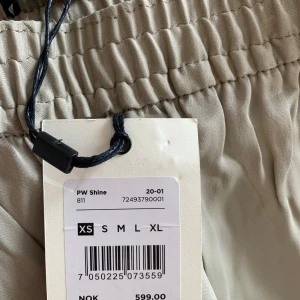 PW Shine 20-01
811 72493790001
XS S M L XL
7 050225 073559
NOK 599.00